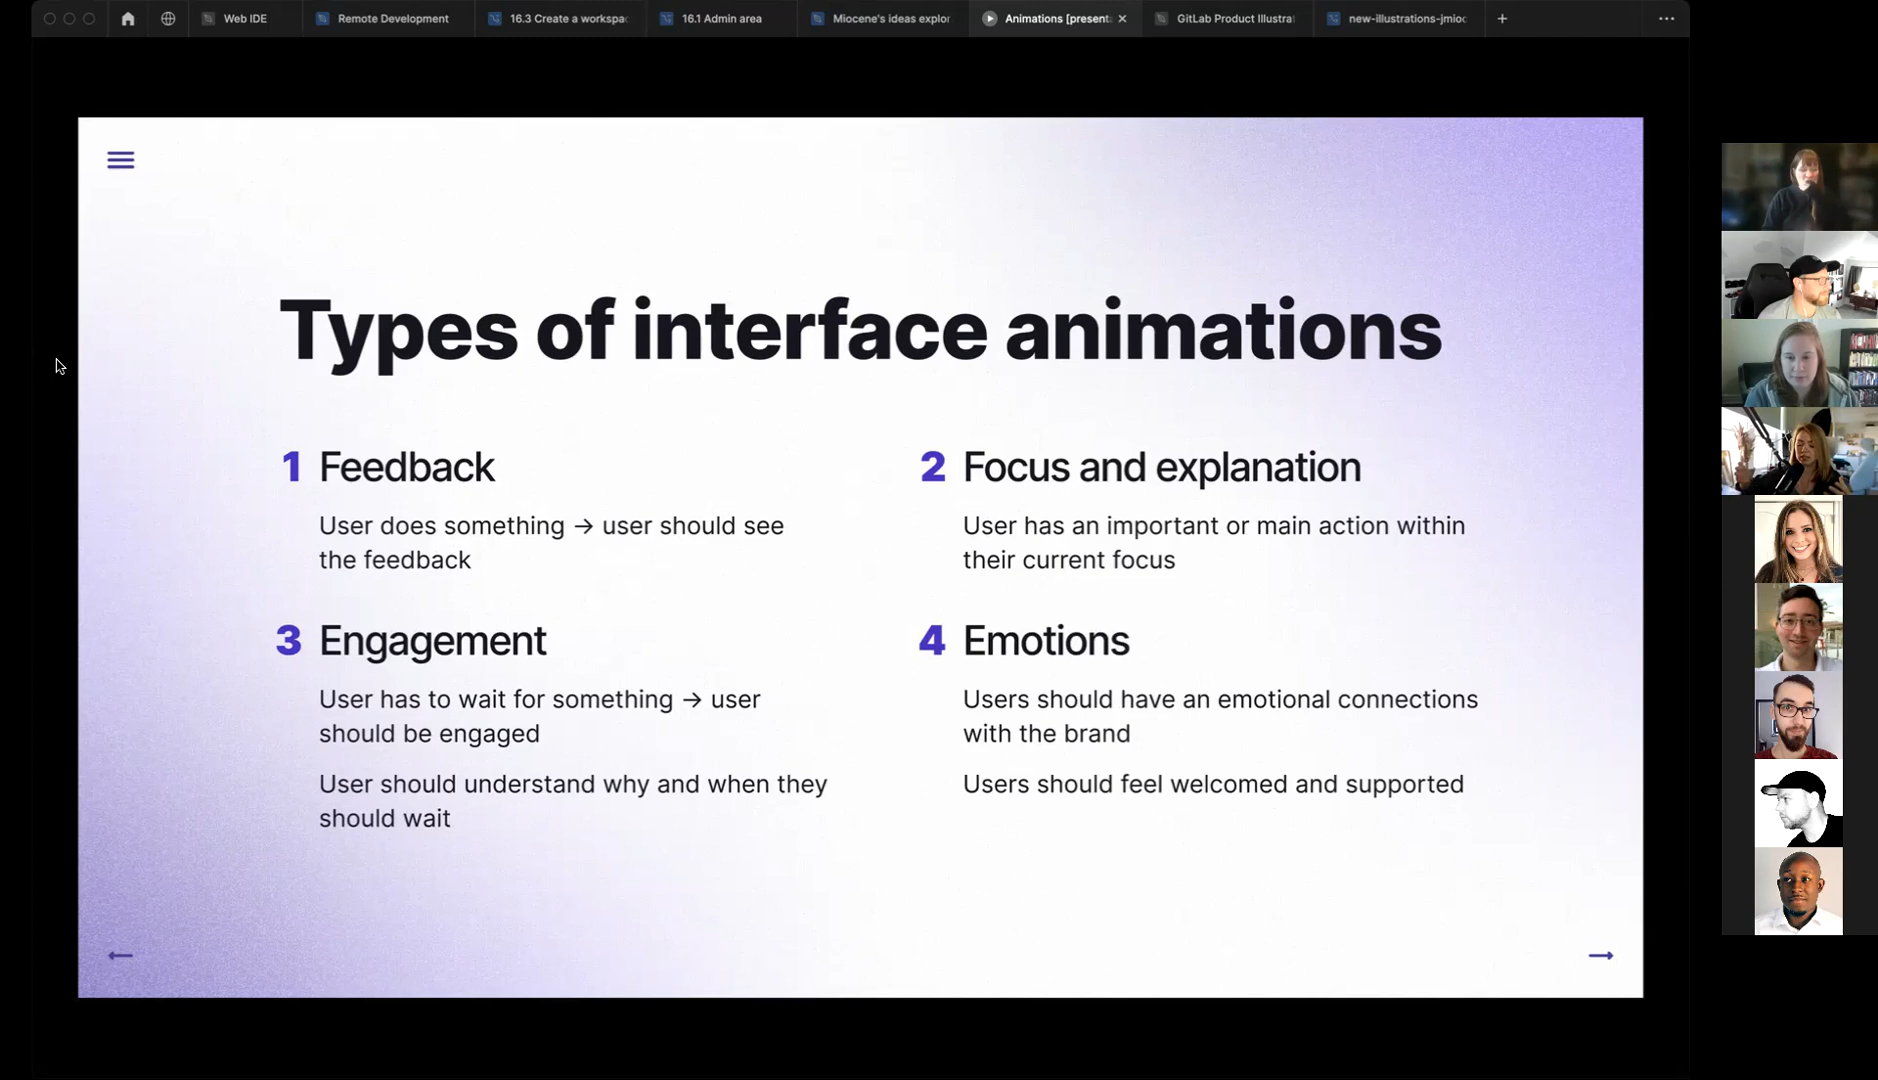 Web IDE
Remote Development
16.3 Create a workspac
16.1 Admin area
Miocene's ideas explor
Animations [present
GitLab Product Illustrat
new-illustrations-jmioc
Types of interface animations
1 Feedback
User does something → user should see
the feedback
2 Focus and explanation
User has an important or main action within
their current focus
3 Engagement
User has to wait for something → user
should be engaged
User should understand why and when they
should wait
4 Emotions
Users should have an emotional connections
with the brand
Users should feel welcomed and supported